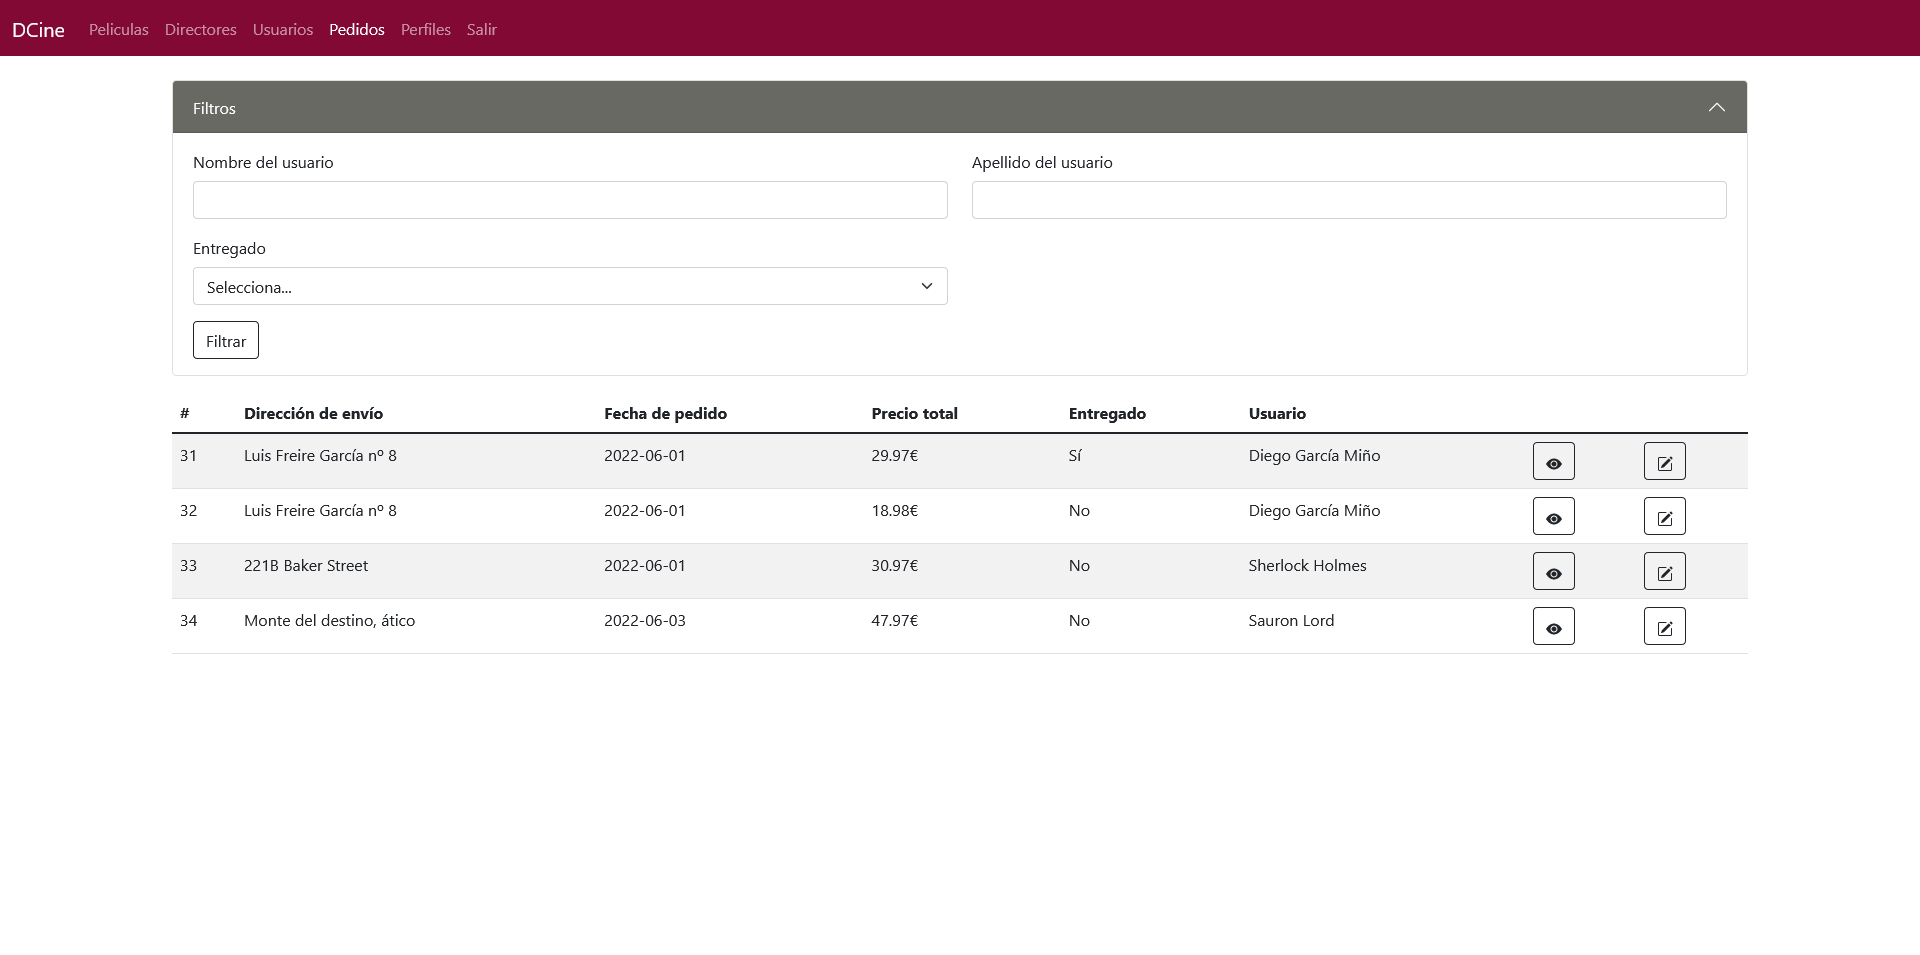 DCine Peliculas Directores Usuarios Pedidos Perfiles Salir
Filtros
Nombre del usuario Apellido del usuario
Entregado
Selecciona...
Filtrar
# Dirección de envío Fecha de pedido Precio total Entregado Usuario
31 Luis Freire García nº 8 2022-06-01 29.97€ Sí Diego García Miño
32 Luis Freire García nº 8 2022-06-01 18.98€ No Diego García Miño
33 221B Baker Street 2022-06-01 30.97€ No Sherlock Holmes
34 Monte del destino, ático 2022-06-03 47.97€ No Sauron Lord